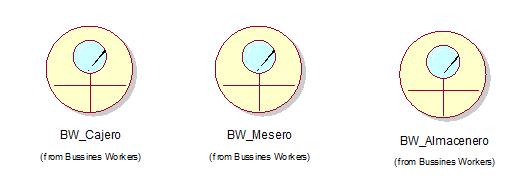 BW_Cajero
(from Bussines Workers)
BW_Mesero
(from Bussines Workers)
BW_Almacenero
(from Bussines Workers)